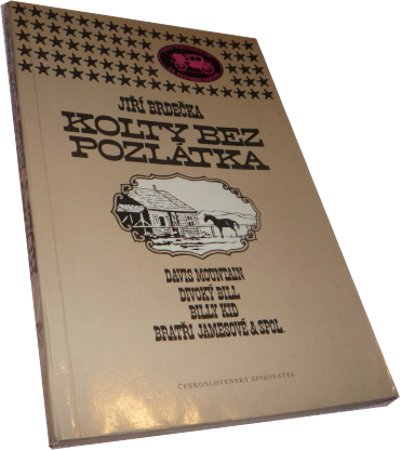 JIŘÍ BRDEČKA
KOLTY BEZ
POZLÁTKA
DAVIS MOUNTAIN
DIVOKÝ BILL
BILLY KID
BRATŘI JAMESOVÉ & SPOL.
ČESKOSLOVENSKÝ SPISOVATEL